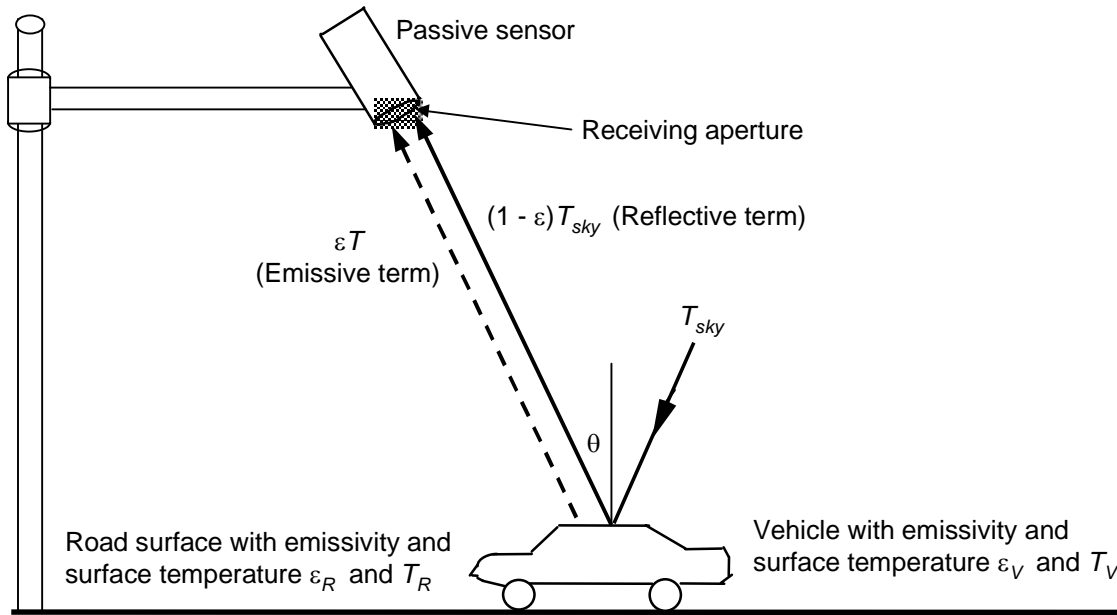 Passive sensor
Receiving aperture
(1 - ε)T_sky (Reflective term)
εT
(Emissive term)
T_sky
θ
Road surface with emissivity and
surface temperature ε_R and T_R
Vehicle with emissivity and
surface temperature ε_V and T_V